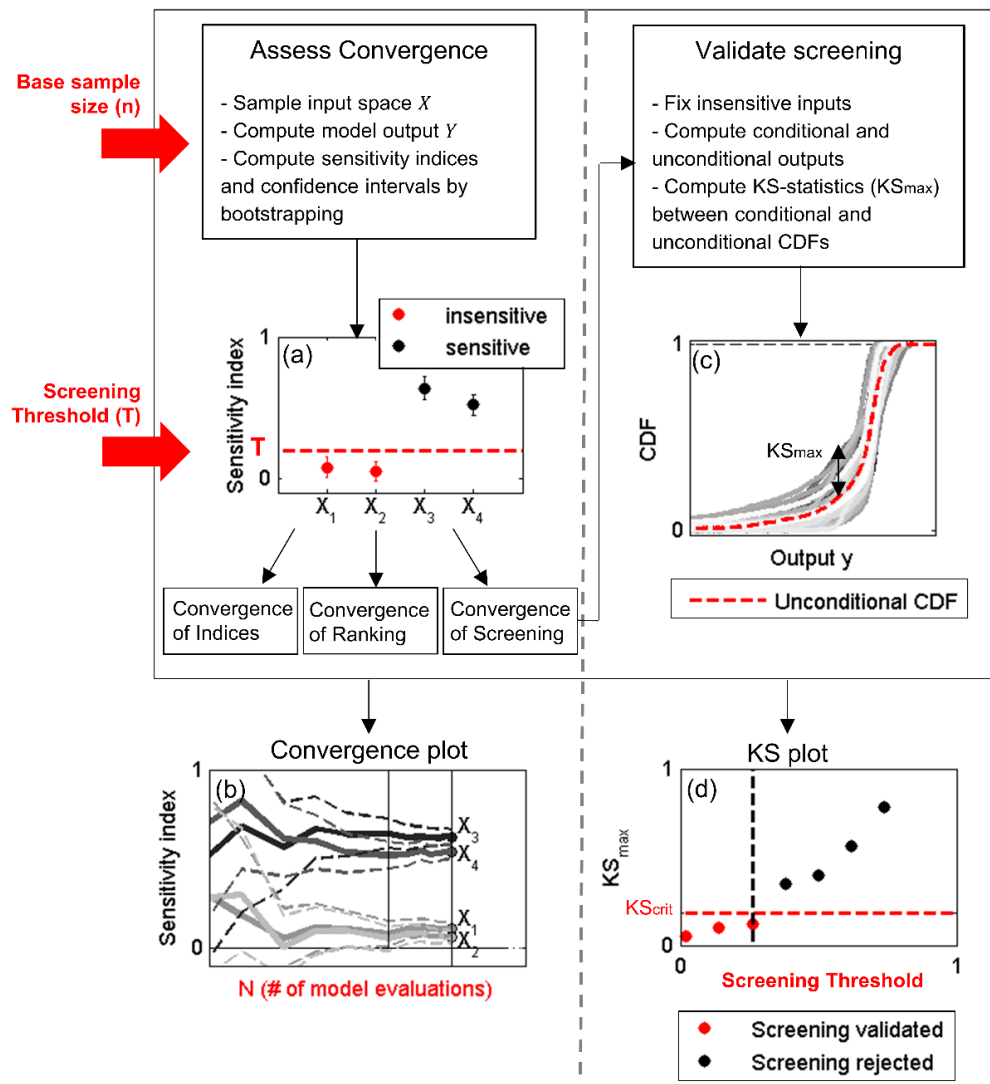 Base sample
size (n)
Assess Convergence
- Sample input space X
- Compute model output Y
- Compute sensitivity indices
and confidence intervals by
bootstrapping
Validate screening
- Fix insensitive inputs
- Compute conditional and
unconditional outputs
- Compute KS-statistics (KSmax)
between conditional and
unconditional CDFs
Screening
Threshold (T)
insensitive
sensitive
(a)
1
Sensitivity index
T
0
X1 X2 X3 X4
Convergence
of Indices
Convergence
of Ranking
Convergence
of Screening
(c)
1
CDF
KSmax
0
Output y
Unconditional CDF
Convergence plot
(b)
1
Sensitivity index
X3
X4
X1
X2
0
N (# of model evaluations)
KS plot
(d)
1
KSmax
KScrit
0
0
1
Screening Threshold
Screening validated
Screening rejected